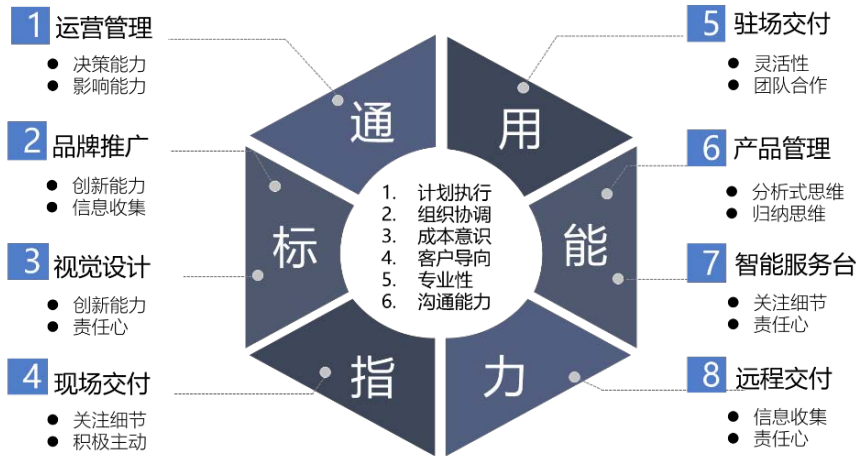 1 运营管理
● 决策能力
● 影响能力
2 品牌推广
● 创新能力
● 信息收集
3 视觉设计
● 创新能力
● 责任心
4 现场交付
● 关注细节
● 积极主动
通
用
能
力
指
标
1. 计划执行
2. 组织协调
3. 成本意识
4. 客户导向
5. 专业性
6. 沟通能力
5 驻场交付
● 灵活性
● 团队合作
6 产品管理
● 分析式思维
● 归纳思维
7 智能服务台
● 关注细节
● 责任心
8 远程交付
● 信息收集
● 责任心